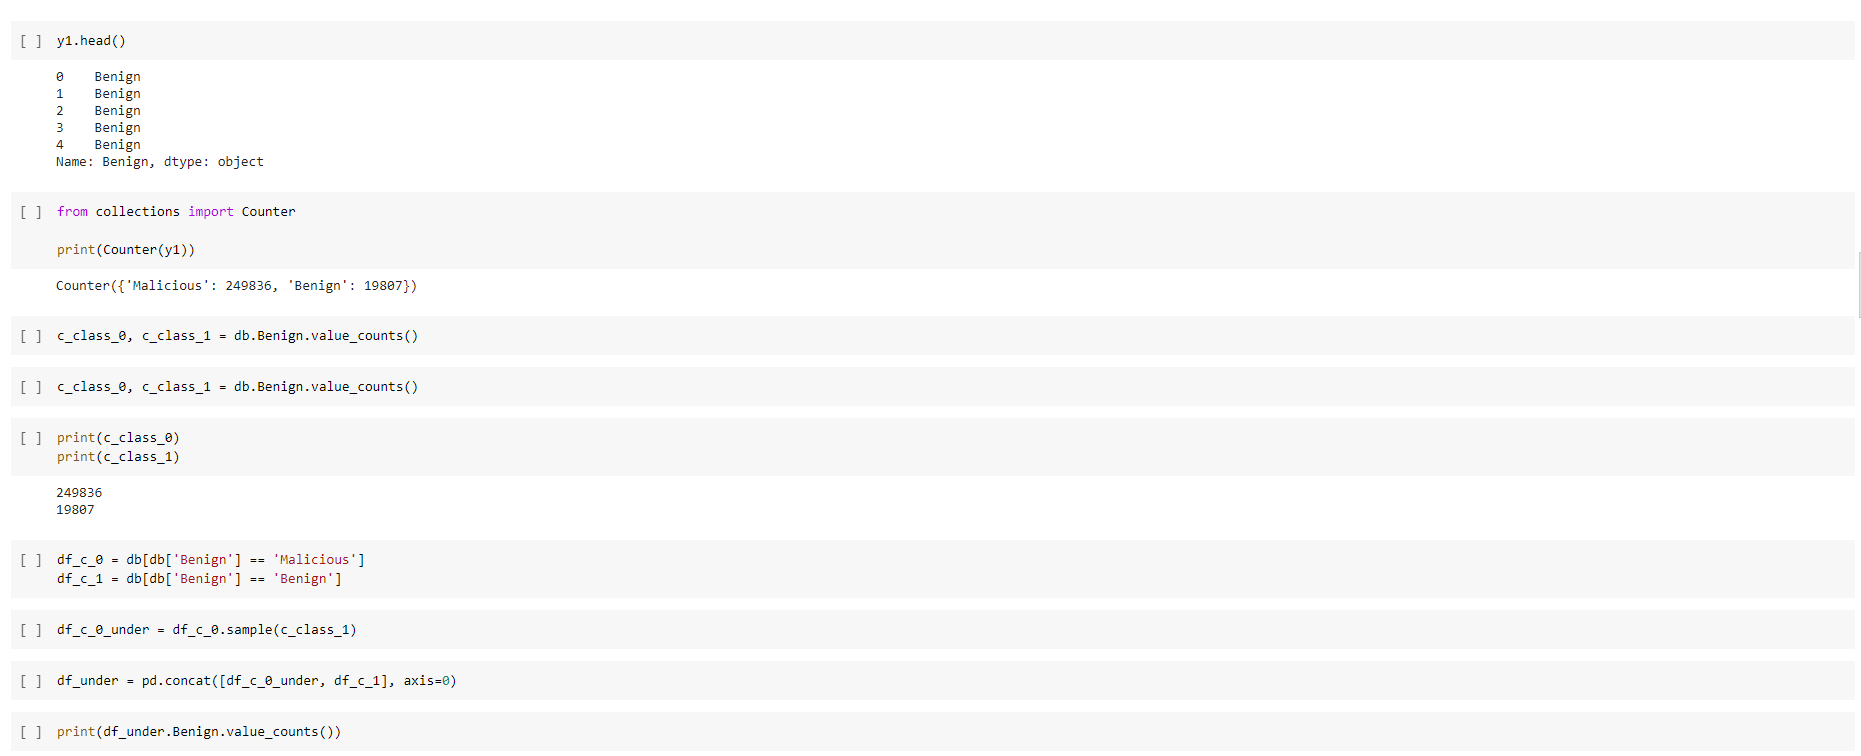 [ ] y1.head()
0    Benign
1    Benign
2    Benign
3    Benign
4    Benign
Name: Benign, dtype: object
[ ] from collections import Counter
print(Counter(y1))
Counter({'Malicious': 249836, 'Benign': 19807})
[ ] c_class_0, c_class_1 = db.Benign.value_counts()
[ ] c_class_0, c_class_1 = db.Benign.value_counts()
[ ] print(c_class_0)
print(c_class_1)
249836
19807
[ ] df_c_0 = db[db['Benign'] == 'Malicious']
df_c_1 = db[db['Benign'] == 'Benign']
[ ] df_c_0_under = df_c_0.sample(c_class_1)
[ ] df_under = pd.concat([df_c_0_under, df_c_1], axis=0)
[ ] print(df_under.Benign.value_counts())